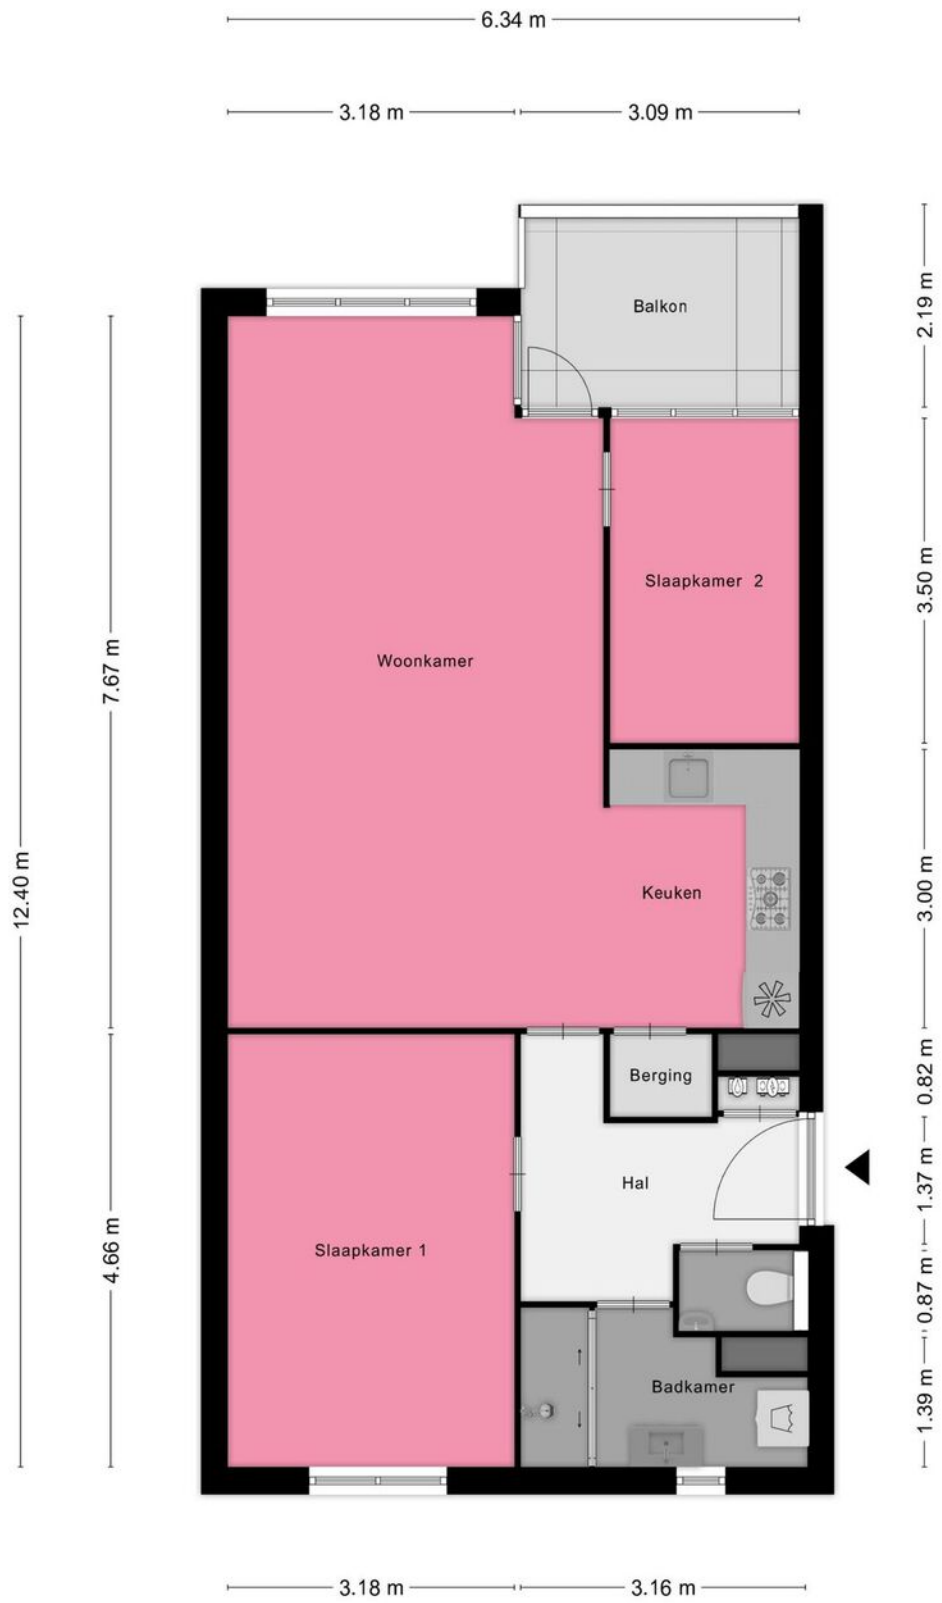 6.34 m
3.18 m
3.09 m
Balkon
2.19 m
Slaapkamer 2
3.50 m
Woonkamer
7.67 m
12.40 m
Keuken
3.00 m
Berging
0.82 m
Hal
1.37 m
Slaapkamer 1
4.66 m
0.87 m
Badkamer
1.39 m
3.18 m
3.16 m